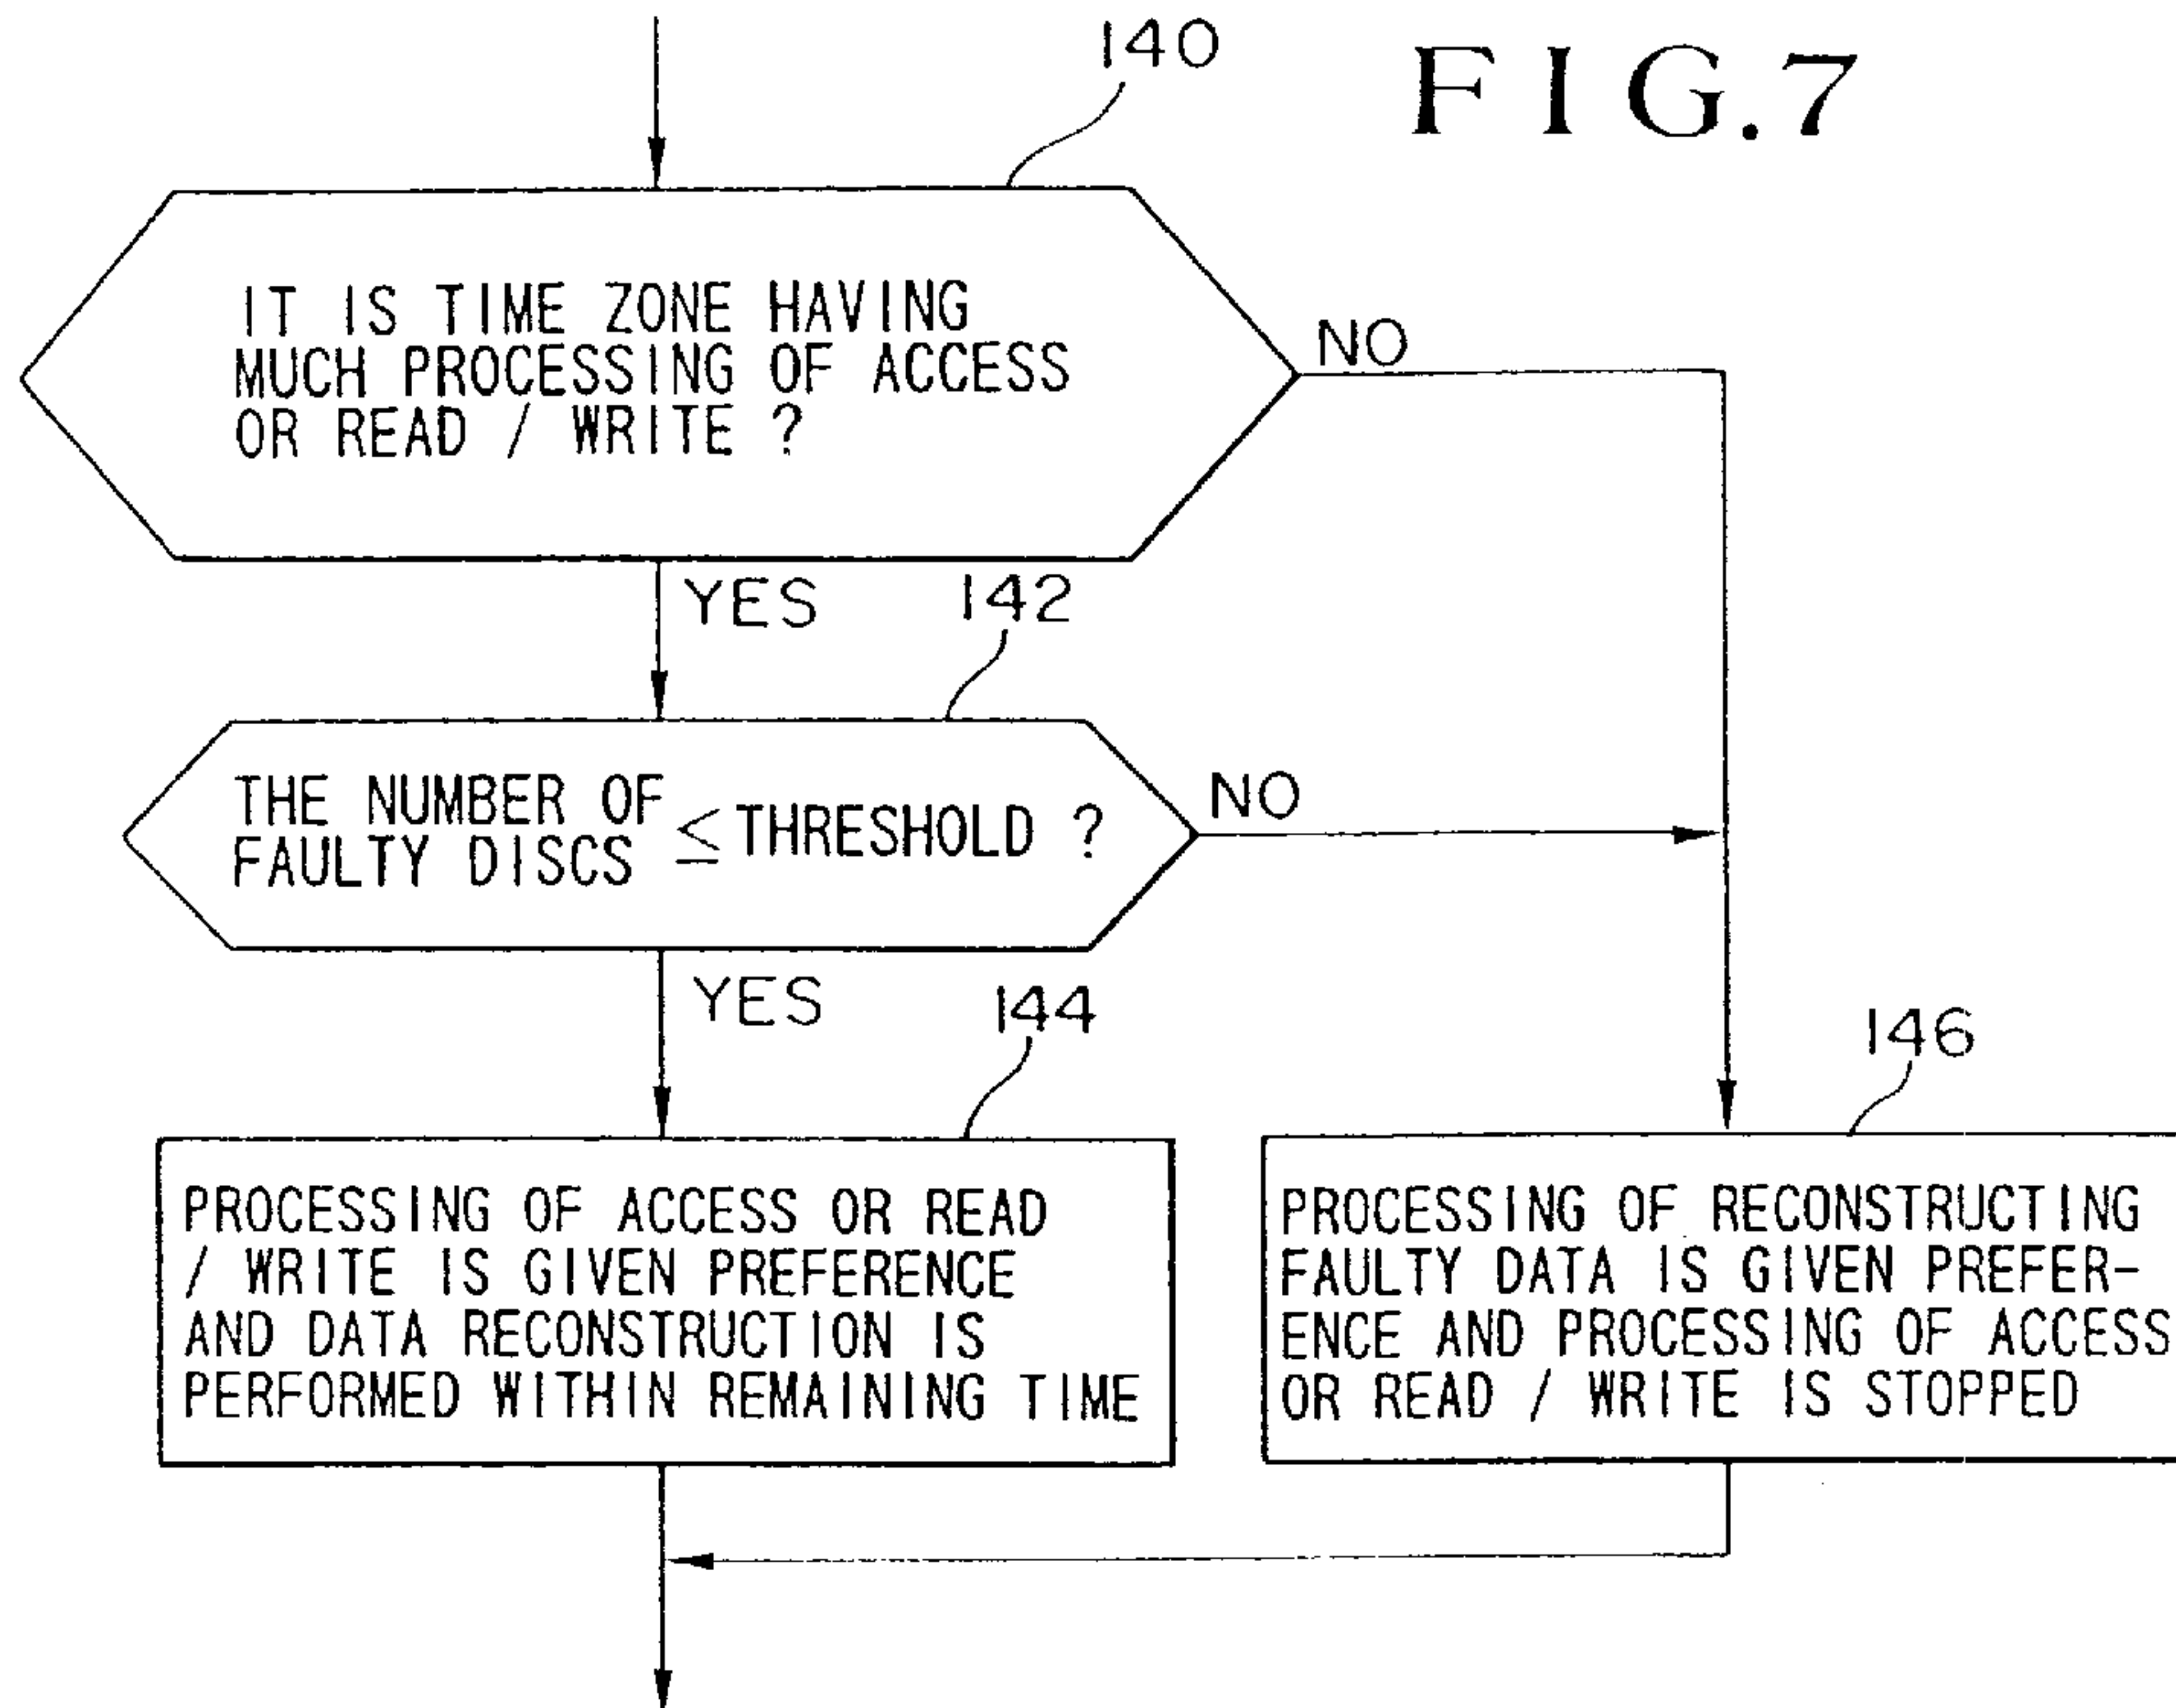 140
FIG.7
IT IS TIME ZONE HAVING
MUCH PROCESSING OF ACCESS
OR READ / WRITE ?
NO
YES
142
THE NUMBER OF
FAULTY DISCS ≤ THRESHOLD ?
NO
YES
144
146
PROCESSING OF ACCESS OR READ
/ WRITE IS GIVEN PREFERENCE
AND DATA RECONSTRUCTION IS
PERFORMED WITHIN REMAINING TIME
PROCESSING OF RECONSTRUCTING
FAULTY DATA IS GIVEN PREFER-
ENCE AND PROCESSING OF ACCESS
OR READ / WRITE IS STOPPED